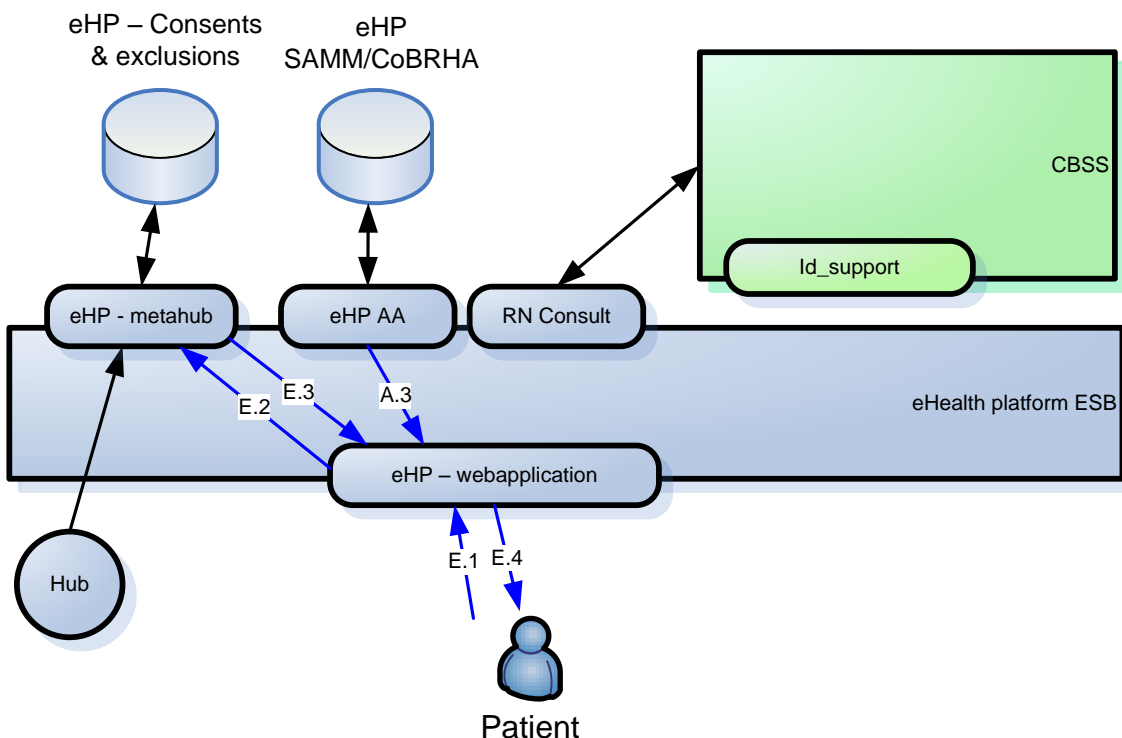 eHP – Consents
& exclusions
eHP
SAMM/CoBRHA
CBSS
Id_support
eHP - metahub
eHP AA
RN Consult
E.3
A.3
E.2
eHealth platform ESB
eHP – webapplication
E.1
E.4
Hub
Patient